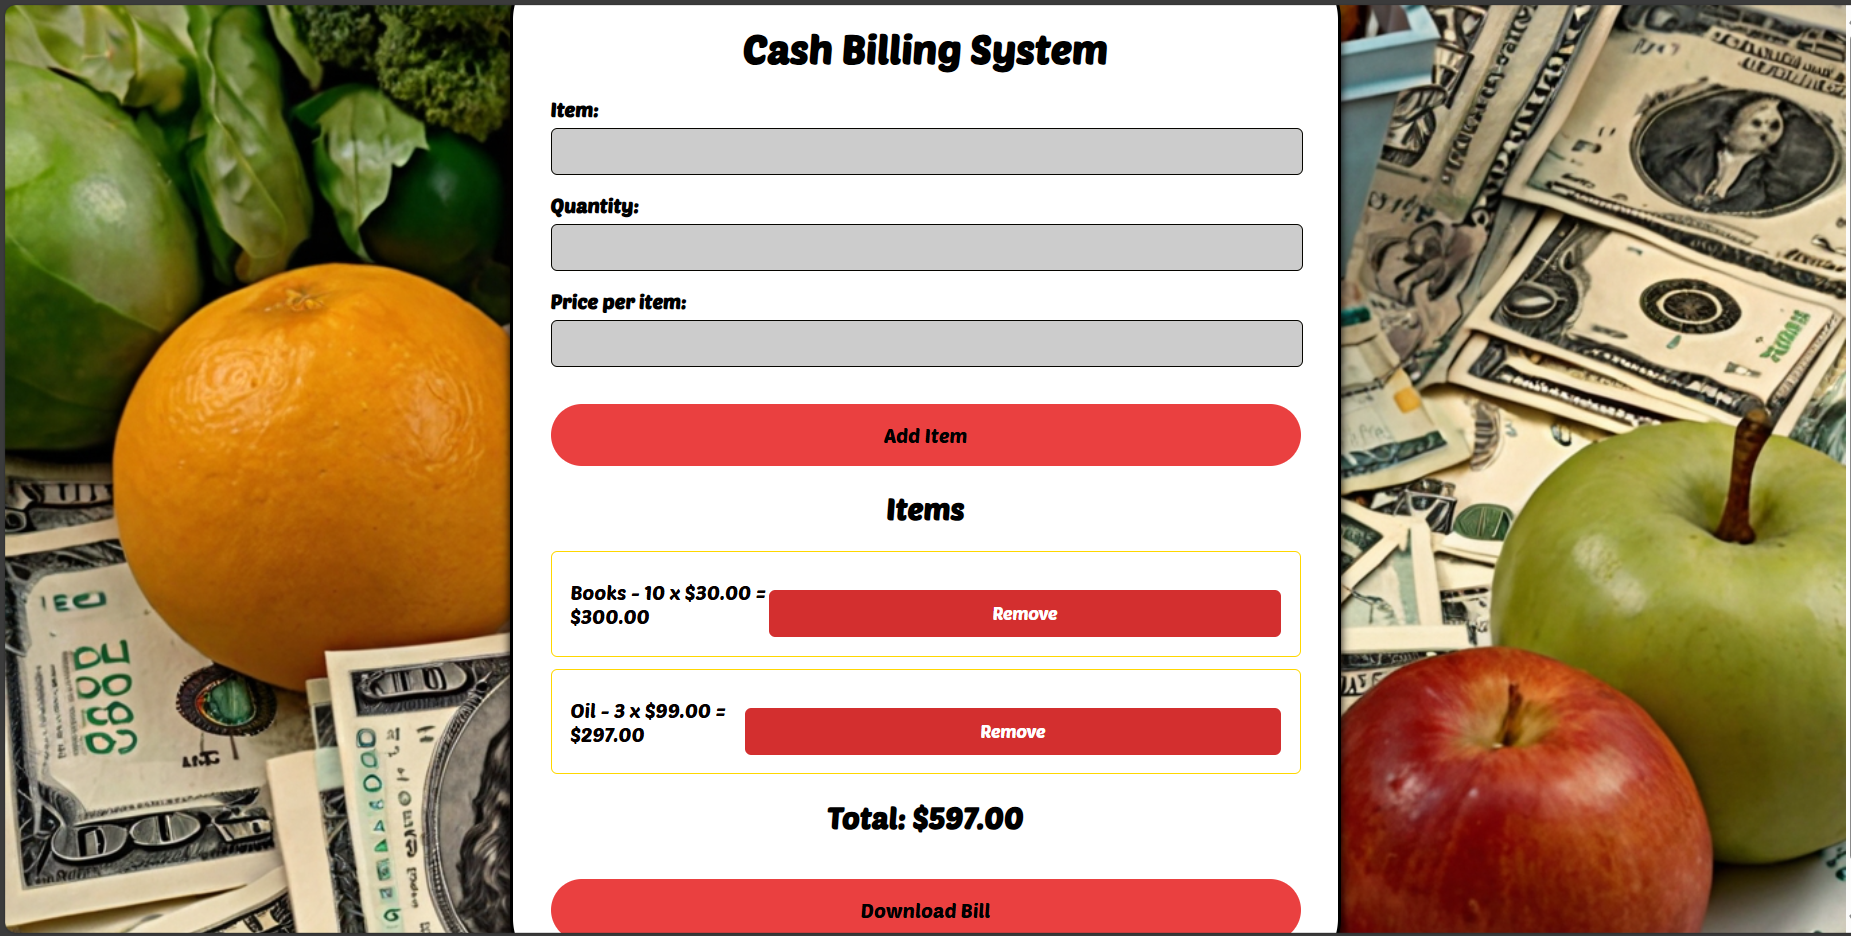 Cash Billing System
Item:
Quantity:
Price per item:
Add Item
Items
Books - 10 x $30.00 =
$300.00
Remove
Oil - 3 x $99.00 =
$297.00
Remove
Total: $597.00
Download Bill